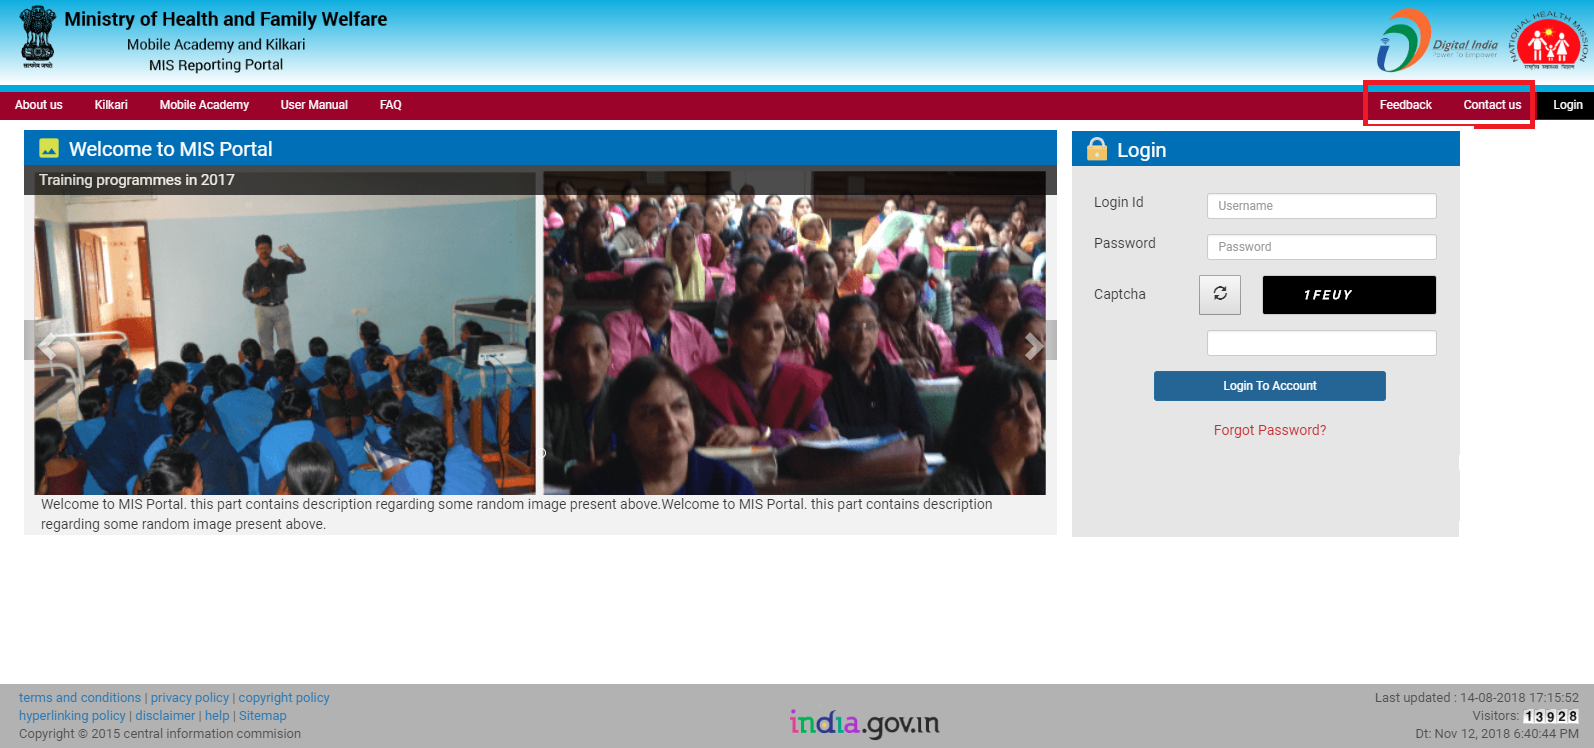 Ministry of Health and Family Welfare
Mobile Academy and Kilkari
MIS Reporting Portal
सत्यमेव जयते
Digital India
Power To Empower
NATIONAL HEALTH MISSION
राष्ट्रीय स्वास्थ्य मिशन
About us Kilkari Mobile Academy User Manual FAQ Feedback Contact us Login
Welcome to MIS Portal
Training programmes in 2017
Welcome to MIS Portal. this part contains description regarding some random image present above.Welcome to MIS Portal. this part contains description
regarding some random image present above.
Login
Login Id Username
Password Password
Captcha 1FEUY
Login To Account
Forgot Password?
terms and conditions | privacy policy | copyright policy
hyperlinking policy | disclaimer | help | Sitemap
Copyright © 2015 central information commision
india.gov.in
Last updated : 14-08-2018 17:15:52
Visitors: 13928
Dt: Nov 12, 2018 6:40:44 PM